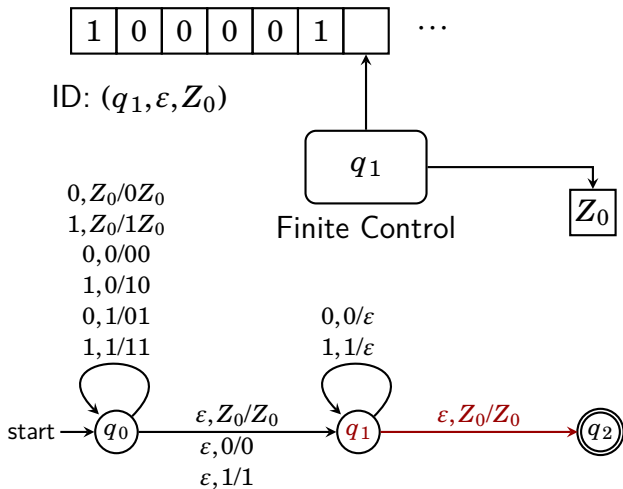 1 0 0 0 0 1 ⋯
ID: (q₁, ε, Z₀)
q₁
Z₀
Finite Control
0, Z₀/0Z₀
1, Z₀/1Z₀
0, 0/00
1, 0/10
0, 1/01
1, 1/11
0, 0/ε
1, 1/ε
start q₀ ε, Z₀/Z₀ q₁ ε, Z₀/Z₀ q₂
ε, 0/0
ε, 1/1